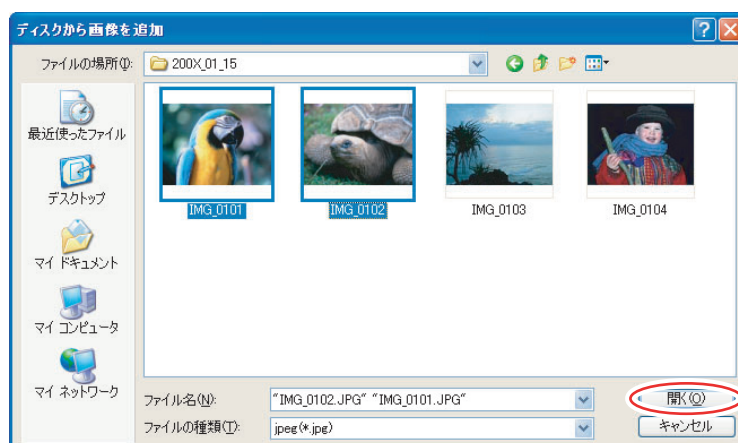 ディスクから画像を追加
ファイルの場所(I):
200X_01_15
最近使ったファイル
デスクトップ
マイ ドキュメント
マイ コンピュータ
マイ ネットワーク
IMG_0101
IMG_0102
IMG_0103
IMG_0104
ファイル名(N):
"IMG_0102.JPG" "IMG_0101.JPG"
開く(O)
ファイルの種類(T):
jpeg(*.jpg)
キャンセル